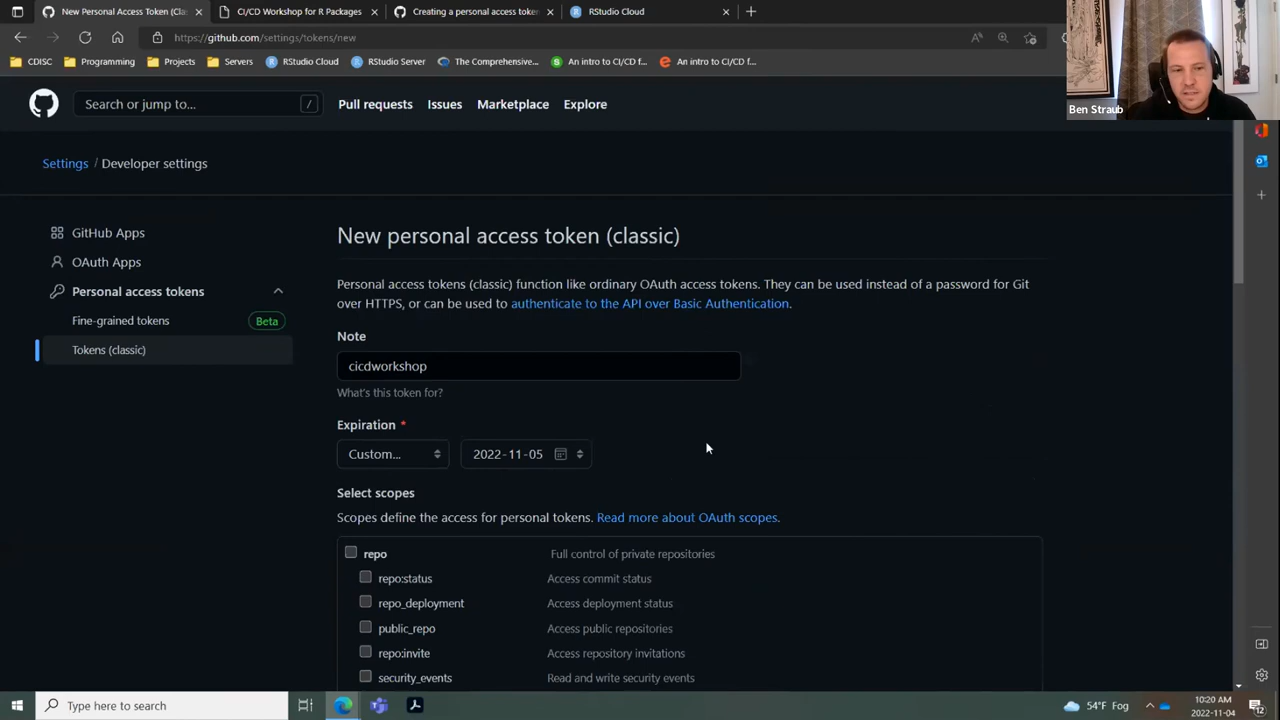 New Personal Access Token (Cla
CI/CD Workshop for R Packages
Creating a personal access token
RStudio Cloud
https://github.com/settings/tokens/new
CDISC
Programming
Projects
Servers
RStudio Cloud
RStudio Server
The Comprehensive...
An intro to CI/CD f...
An intro to CI/CD f...
Ben Straub
Search or jump to...
/
Pull requests
Issues
Marketplace
Explore
Settings / Developer settings
GitHub Apps
OAuth Apps
Personal access tokens
Fine-grained tokens
Beta
Tokens (classic)
New personal access token (classic)
Personal access tokens (classic) function like ordinary OAuth access tokens. They can be used instead of a password for Git
over HTTPS, or can be used to authenticate to the API over Basic Authentication.
Note
cicdworkshop
What's this token for?
Expiration *
Custom...
2022-11-05
Select scopes
Scopes define the access for personal tokens. Read more about OAuth scopes.
repo Full control of private repositories
repo:status Access commit status
repo_deployment Access deployment status
public_repo Access public repositories
repo:invite Access repository invitations
security_events Read and write security events
Type here to search
54°F Fog
10:20 AM
2022-11-04
12